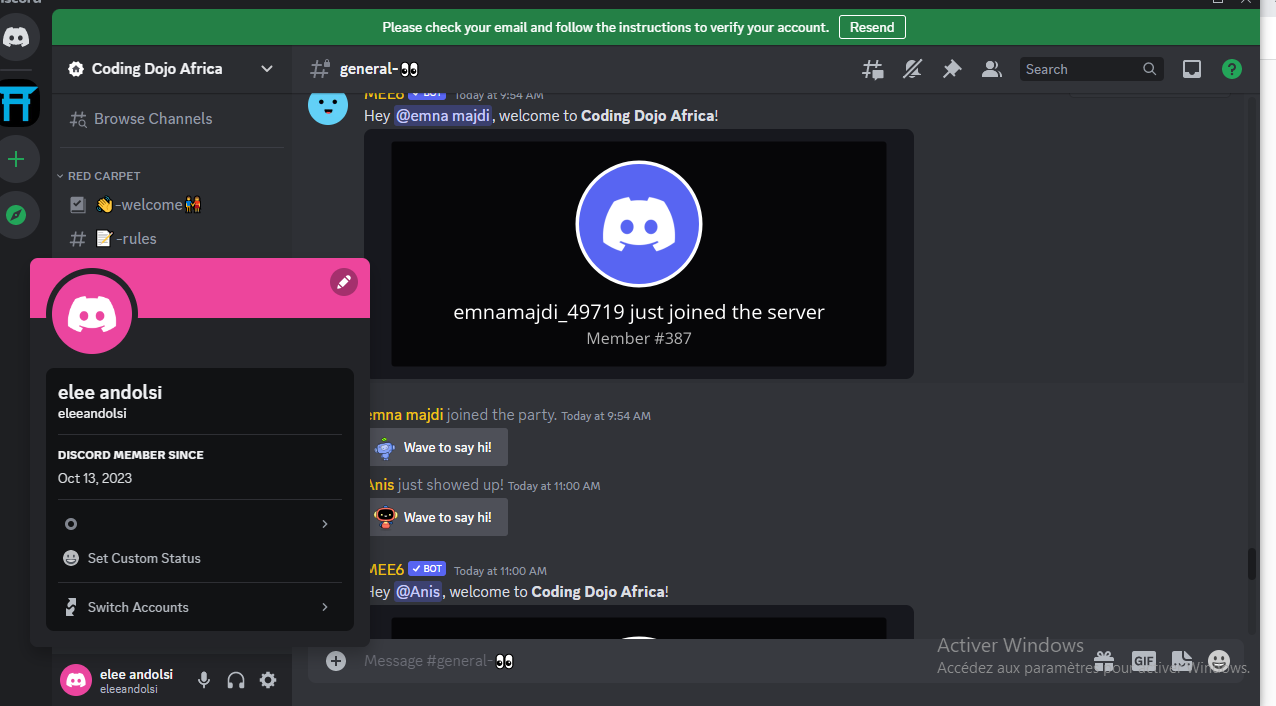 Please check your email and follow the instructions to verify your account. Resend
Coding Dojo Africa
general-👀
Search
Browse Channels
RED CARPET
👋-welcome👫
📝-rules
elee andolsi
eleeandolsi
DISCORD MEMBER SINCE
Oct 13, 2023
Set Custom Status
Switch Accounts
elee andolsi
eleeandolsi
MEE6 BOT Today at 9:54 AM
Hey @emna majdi, welcome to Coding Dojo Africa!
emnamajdi_49719 just joined the server
Member #387
emna majdi joined the party. Today at 9:54 AM
Wave to say hi!
Anis just showed up! Today at 11:00 AM
Wave to say hi!
MEE6 BOT Today at 11:00 AM
Hey @Anis, welcome to Coding Dojo Africa!
Message #general-👀
GIF
Activer Windows
Accédez aux paramètres pour activer Windows.